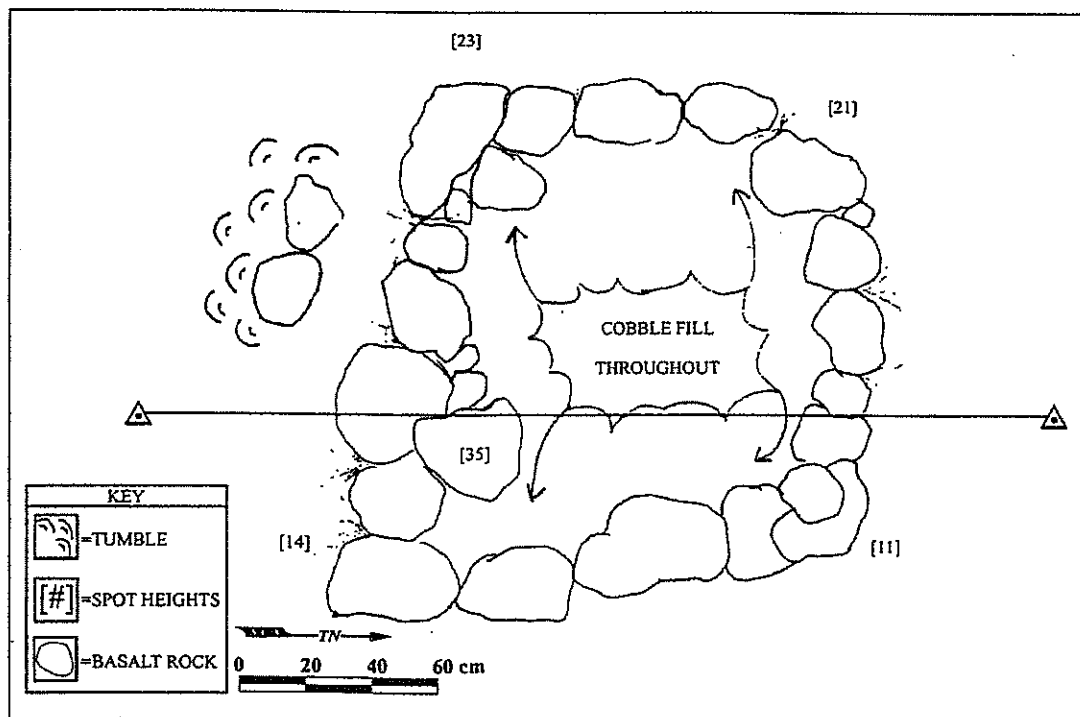 [23]
[21]
COBBLE FILL
THROUGHOUT
[35]
[14]
[11]
KEY
=TUMBLE
[#] =SPOT HEIGHTS
=BASALT ROCK
TN
0 20 40 60 cm